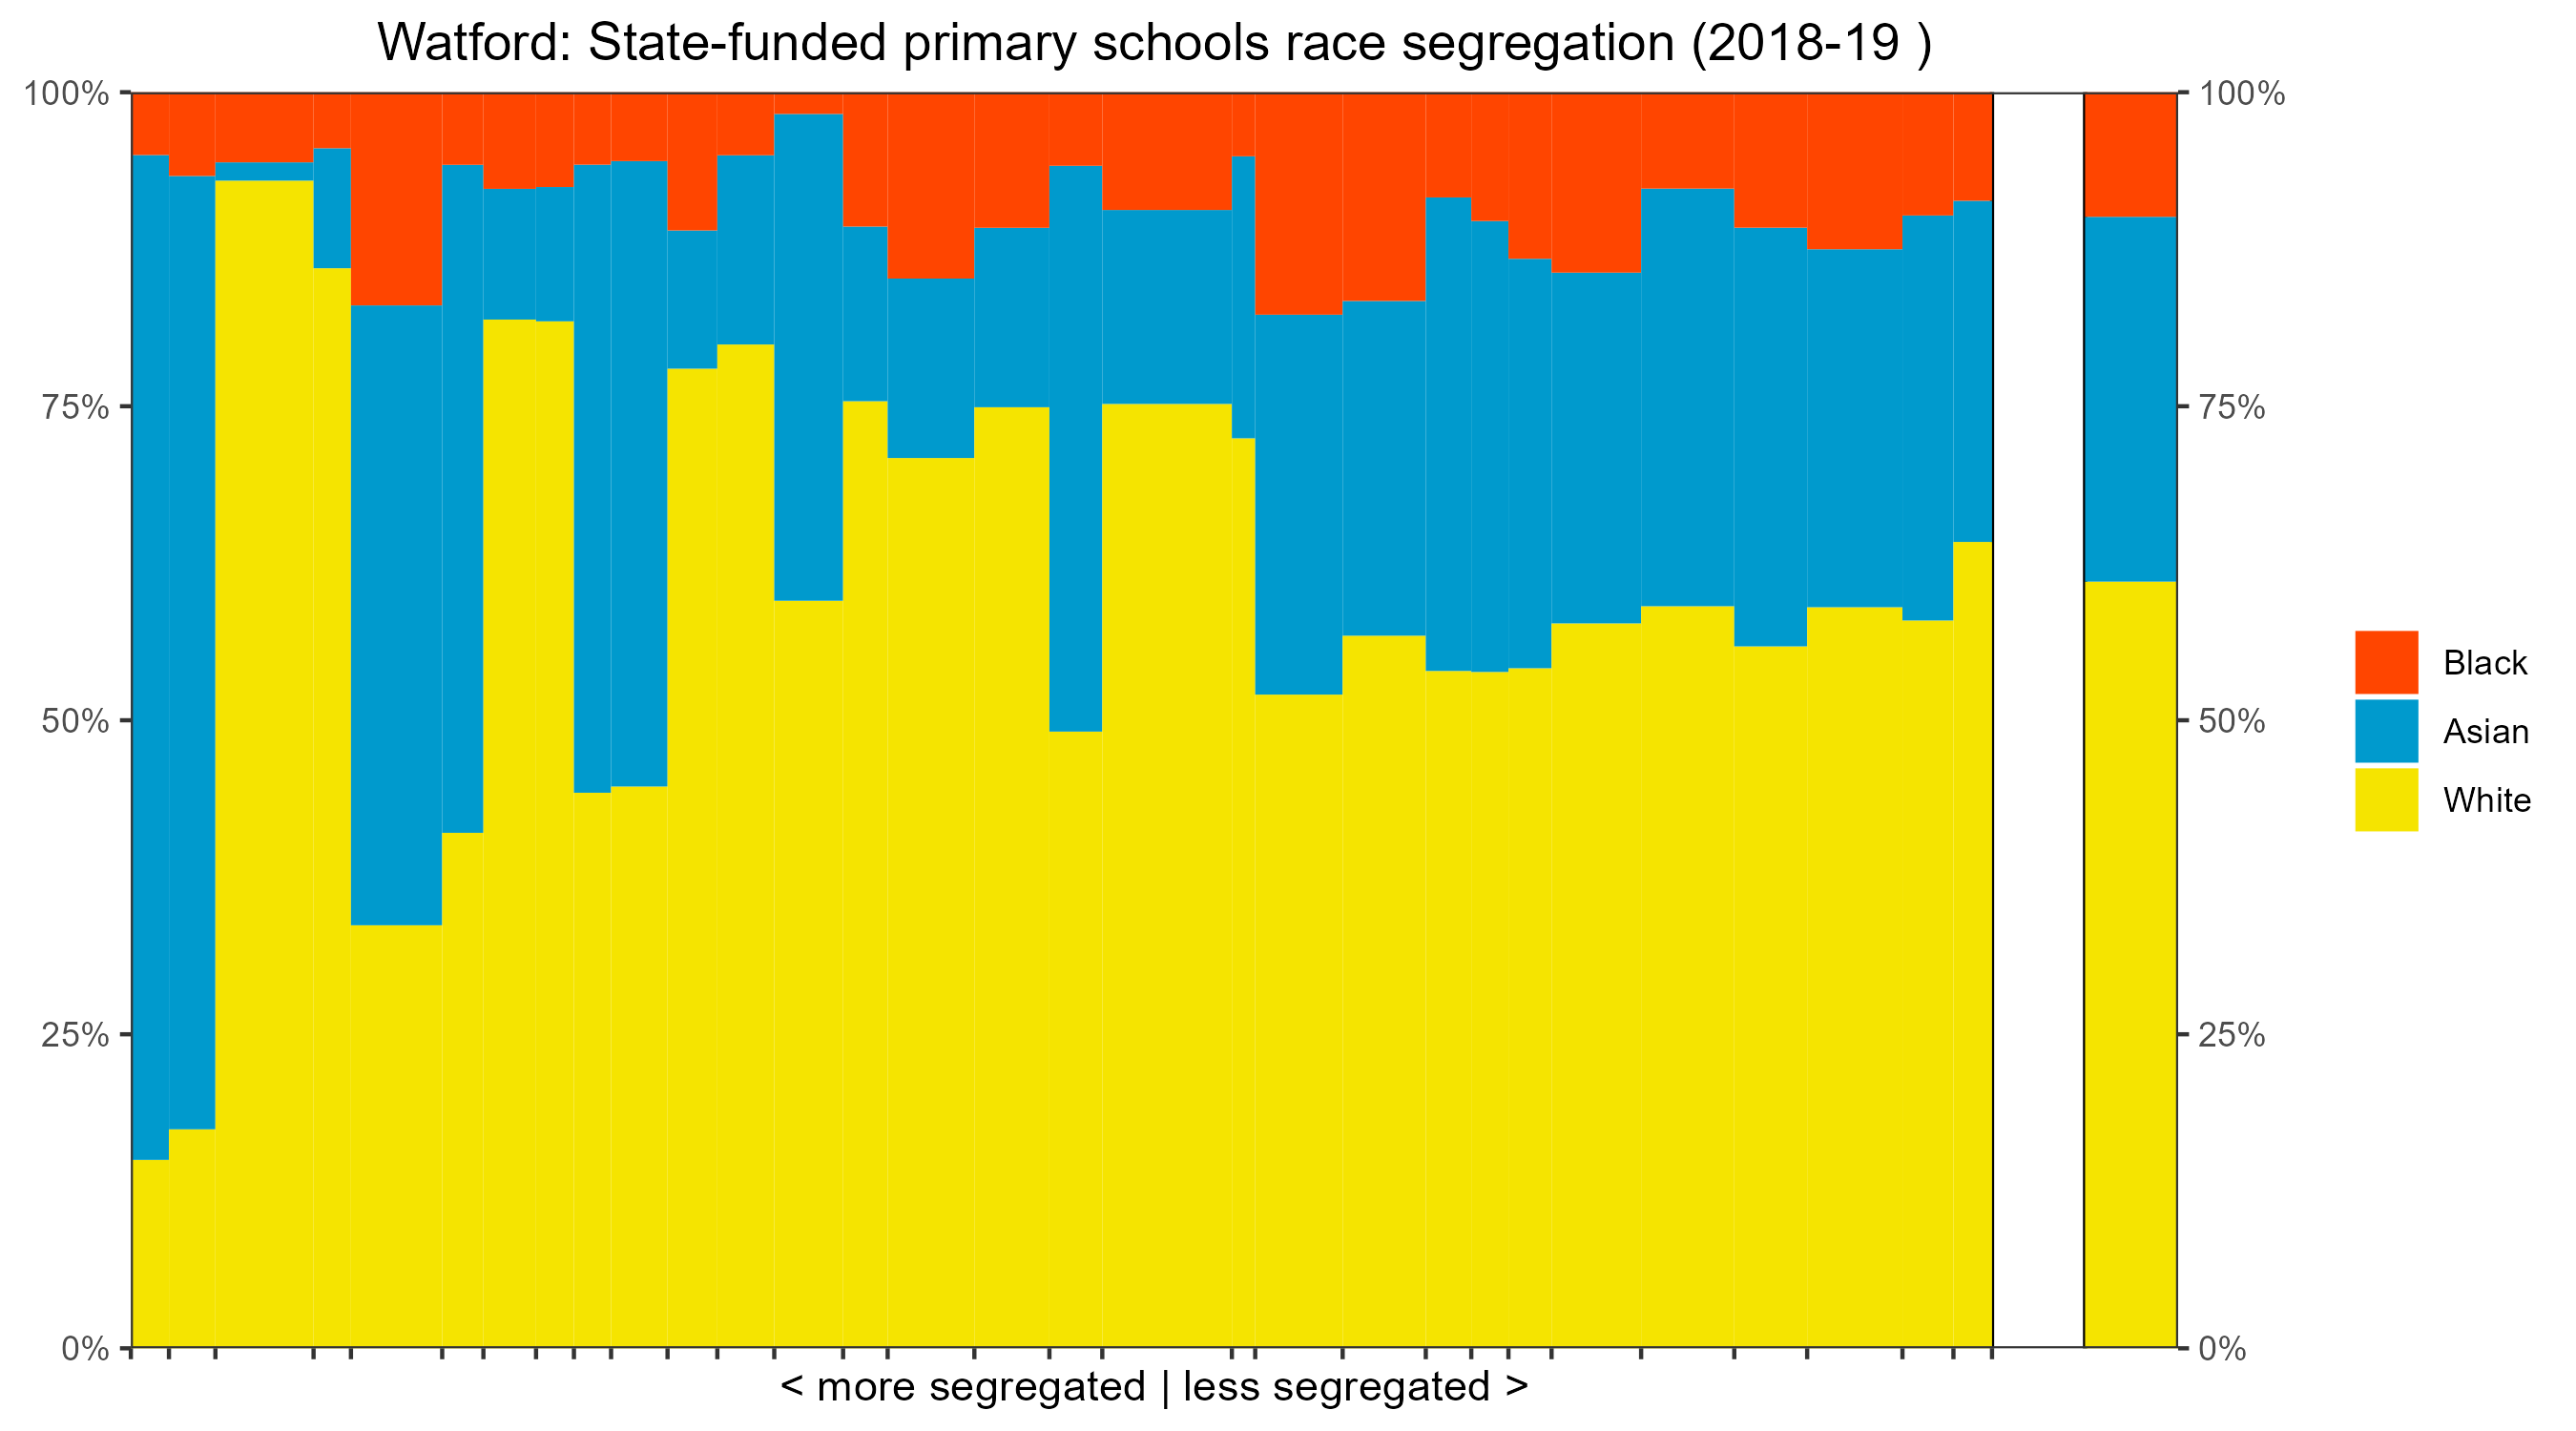 Watford: State-funded primary schools race segregation (2018-19 )
100%
75%
50%
25%
0%
100%
75%
50%
25%
0%
Black
Asian
White
< more segregated | less segregated >